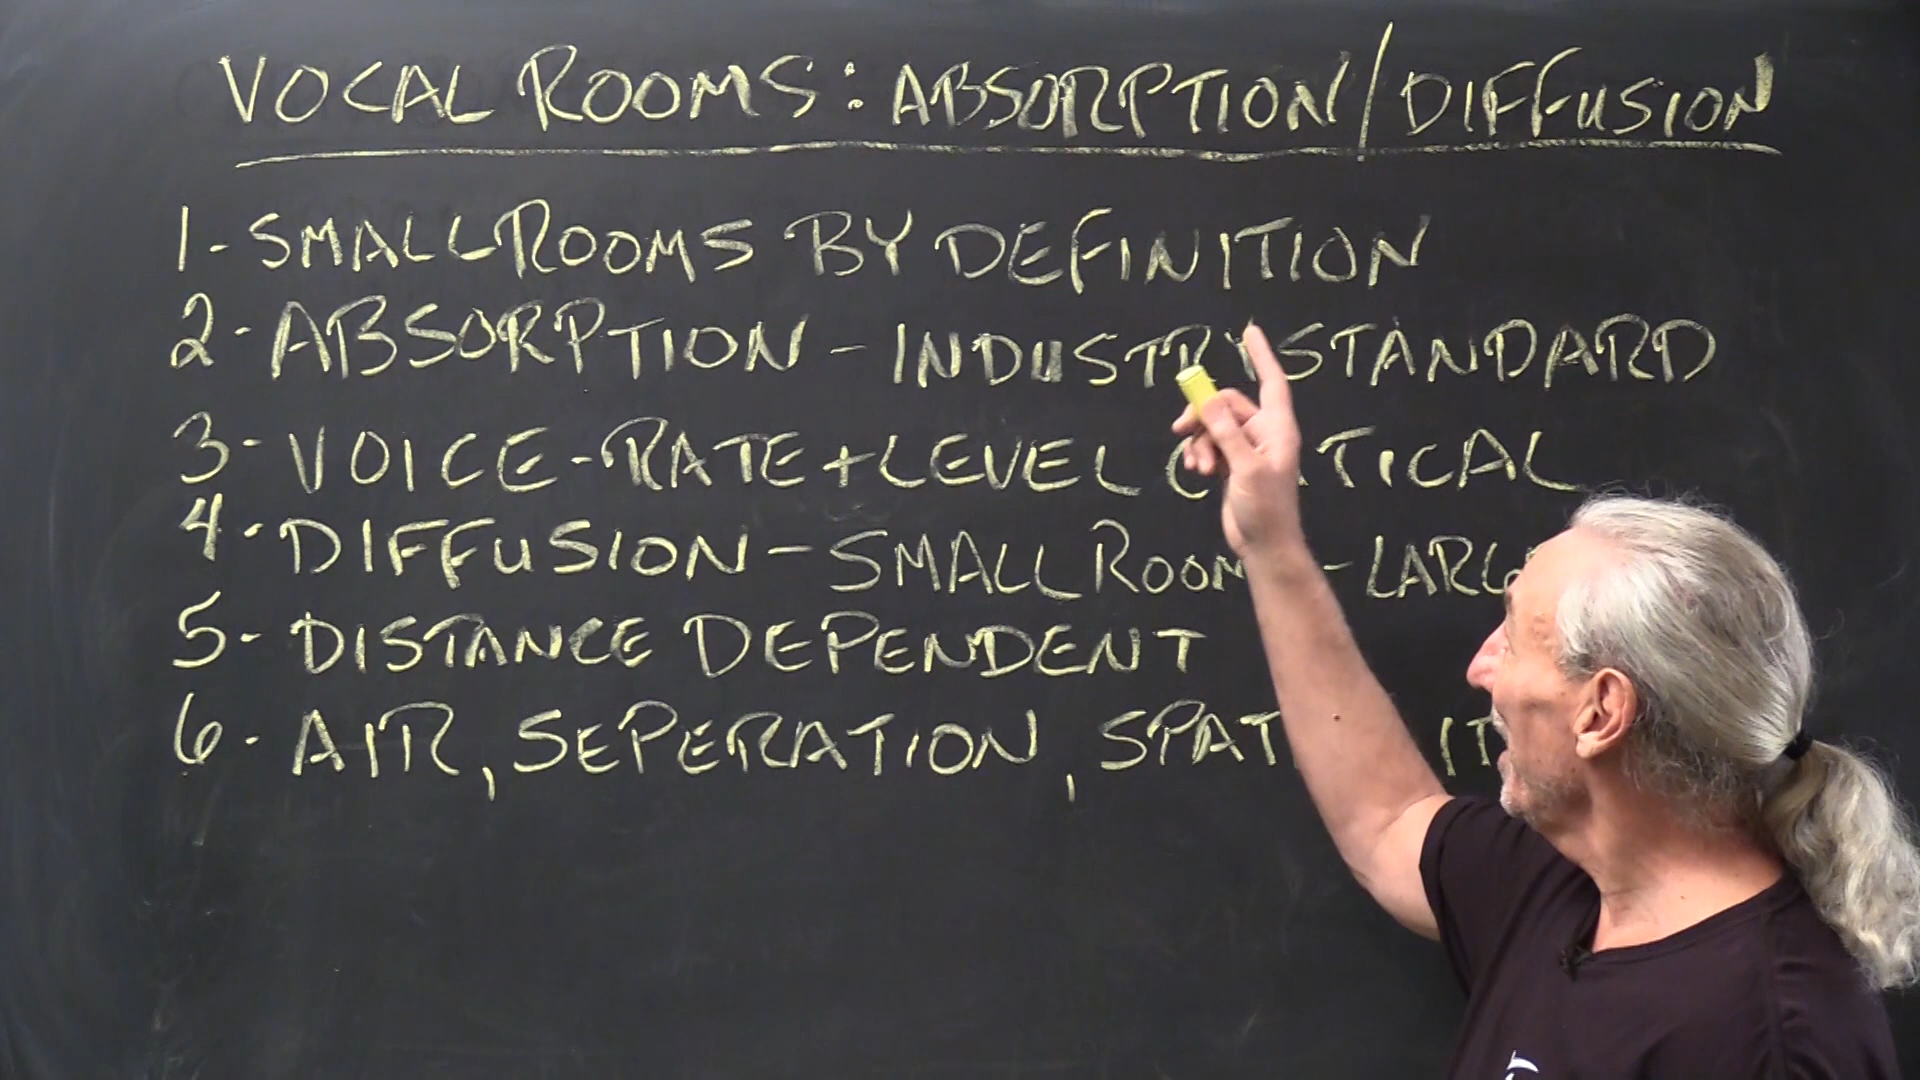 VOCAL ROOMS: ABSORPTION/DIFFUSION
1-SMALL ROOMS BY DEFINITION
2-ABSORPTION-INDUSTRY STANDARD
3-VOICE-RATE+LEVEL
4-DIFFUSION-SMALL ROOM
5-DISTANCE DEPENDENT
6-AIR, SEPERATION,